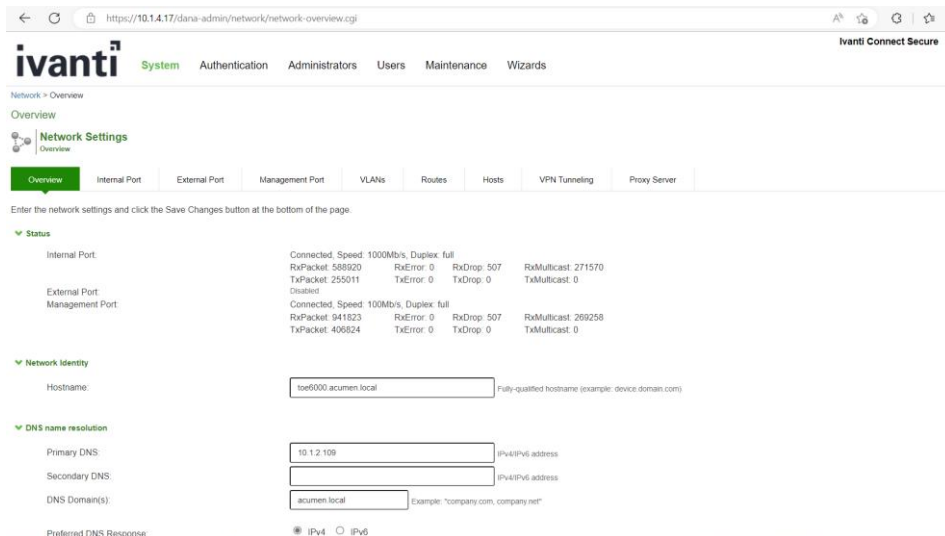 https://10.1.4.17/dana-admin/network/network-overview.cgi
Ivanti Connect Secure
ivanti System Authentication Administrators Users Maintenance Wizards
Network > Overview
Overview
Network Settings
Overview
Overview Internal Port External Port Management Port VLANs Routes Hosts VPN Tunneling Proxy Server
Enter the network settings and click the Save Changes button at the bottom of the page.
Status
Internal Port: Connected, Speed: 1000Mb/s, Duplex: full
RxPacket: 588920 RxError: 0 RxDrop: 507 RxMulticast: 271570
TxPacket: 255011 TxError: 0 TxDrop: 0 TxMulticast: 0
External Port: Disabled
Management Port: Connected, Speed: 100Mb/s, Duplex: full
RxPacket: 941823 RxError: 0 RxDrop: 507 RxMulticast: 269258
TxPacket: 406824 TxError: 0 TxDrop: 0 TxMulticast: 0
Network Identity
Hostname: toe6000.acumen.local Fully-qualified hostname (example: device.domain.com)
DNS name resolution
Primary DNS: 10.1.2.109 IPv4/IPv6 address
Secondary DNS: IPv4/IPv6 address
DNS Domain(s): acumen.local Example: "company.com, company.net"
Preferred DNS Response: IPv4 IPv6